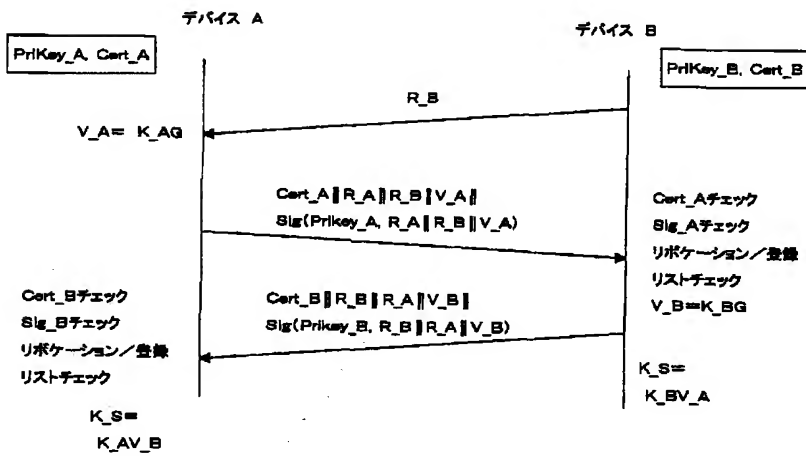 デバイス A
デバイス B
PriKey_A, Cert_A
PriKey_B, Cert_B
R_B
V_A= K_AG
Cert_A‖R_A‖R_B‖V_A‖
Sig(Prikey_A, R_A‖R_B‖V_A)
Cert_Aチェック
Sig_Aチェック
リボケーション/登録
リストチェック
V_B=K_BG
Cert_B‖R_B‖R_A‖V_B‖
Sig(Prikey_B, R_B‖R_A‖V_B)
Cert_Bチェック
Sig_Bチェック
リボケーション/登録
リストチェック
K_S=
K_BV_A
K_S=
K_AV_B